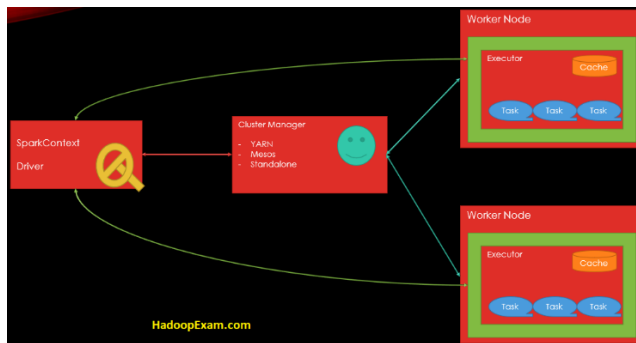 SparkContext
Driver
Cluster Manager
- YARN
- Mesos
- Standalone
Worker Node
Executor
Cache
Task Task Task
Worker Node
Executor
Cache
Task Task Task
HadoopExam.com